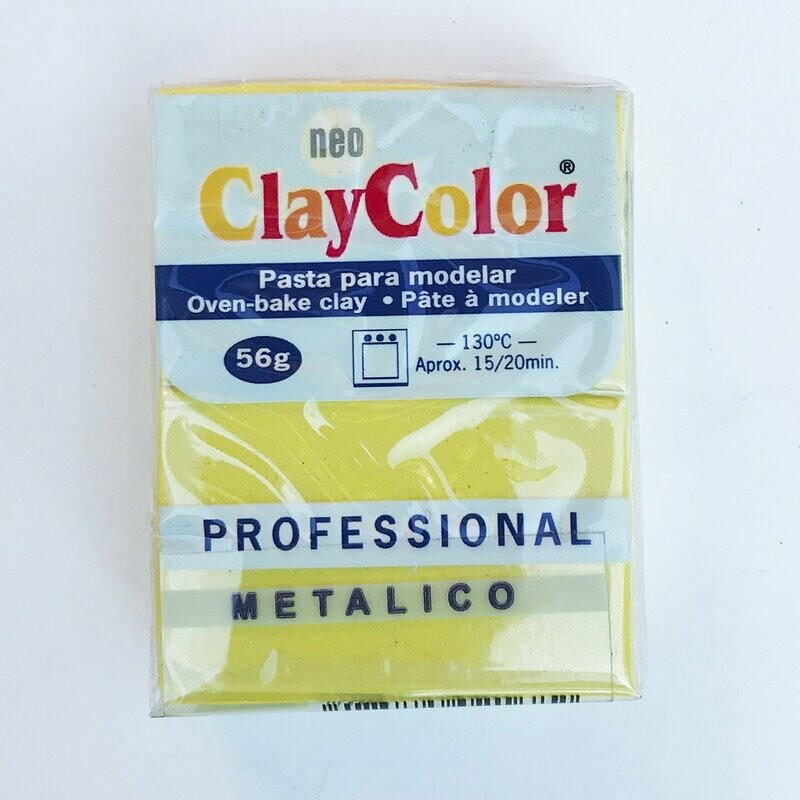 neo
ClayColor®
Pasta para modelar
Oven-bake clay • Pâte à modeler
56g
— 130ºC —
Aprox. 15/20min.
PROFESSIONAL
METALICO